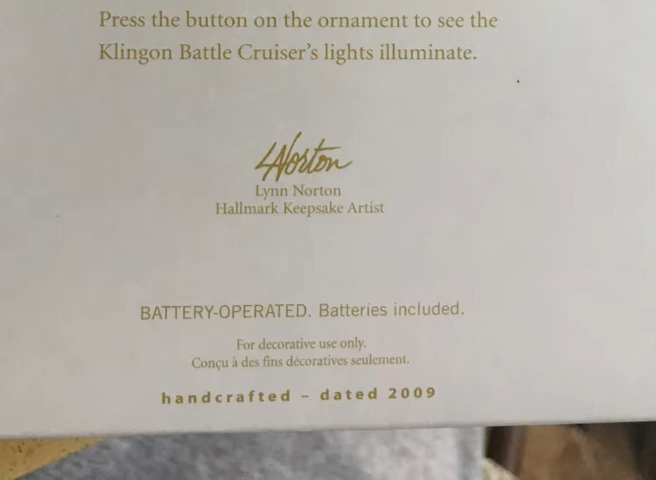 Press the button on the ornament to see the
Klingon Battle Cruiser's lights illuminate.
LNorton
Lynn Norton
Hallmark Keepsake Artist
BATTERY-OPERATED. Batteries included.
For decorative use only.
Conçu à des fins décoratives seulement.
handcrafted – dated 2009